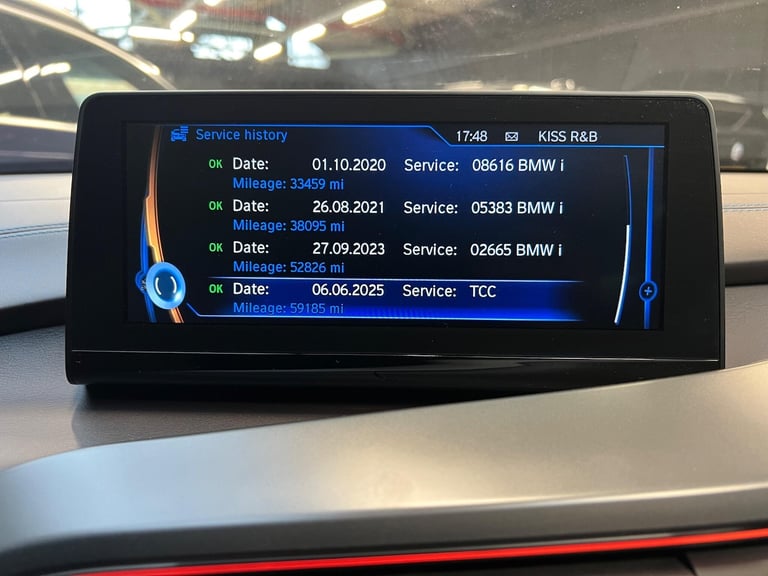 Service history 17:48 KISS R&B
OK Date: 01.10.2020 Service: 08616 BMW i
Mileage: 33459 mi
OK Date: 26.08.2021 Service: 05383 BMW i
Mileage: 38095 mi
OK Date: 27.09.2023 Service: 02665 BMW i
Mileage: 52826 mi
OK Date: 06.06.2025 Service: TCC
Mileage: 59185 mi